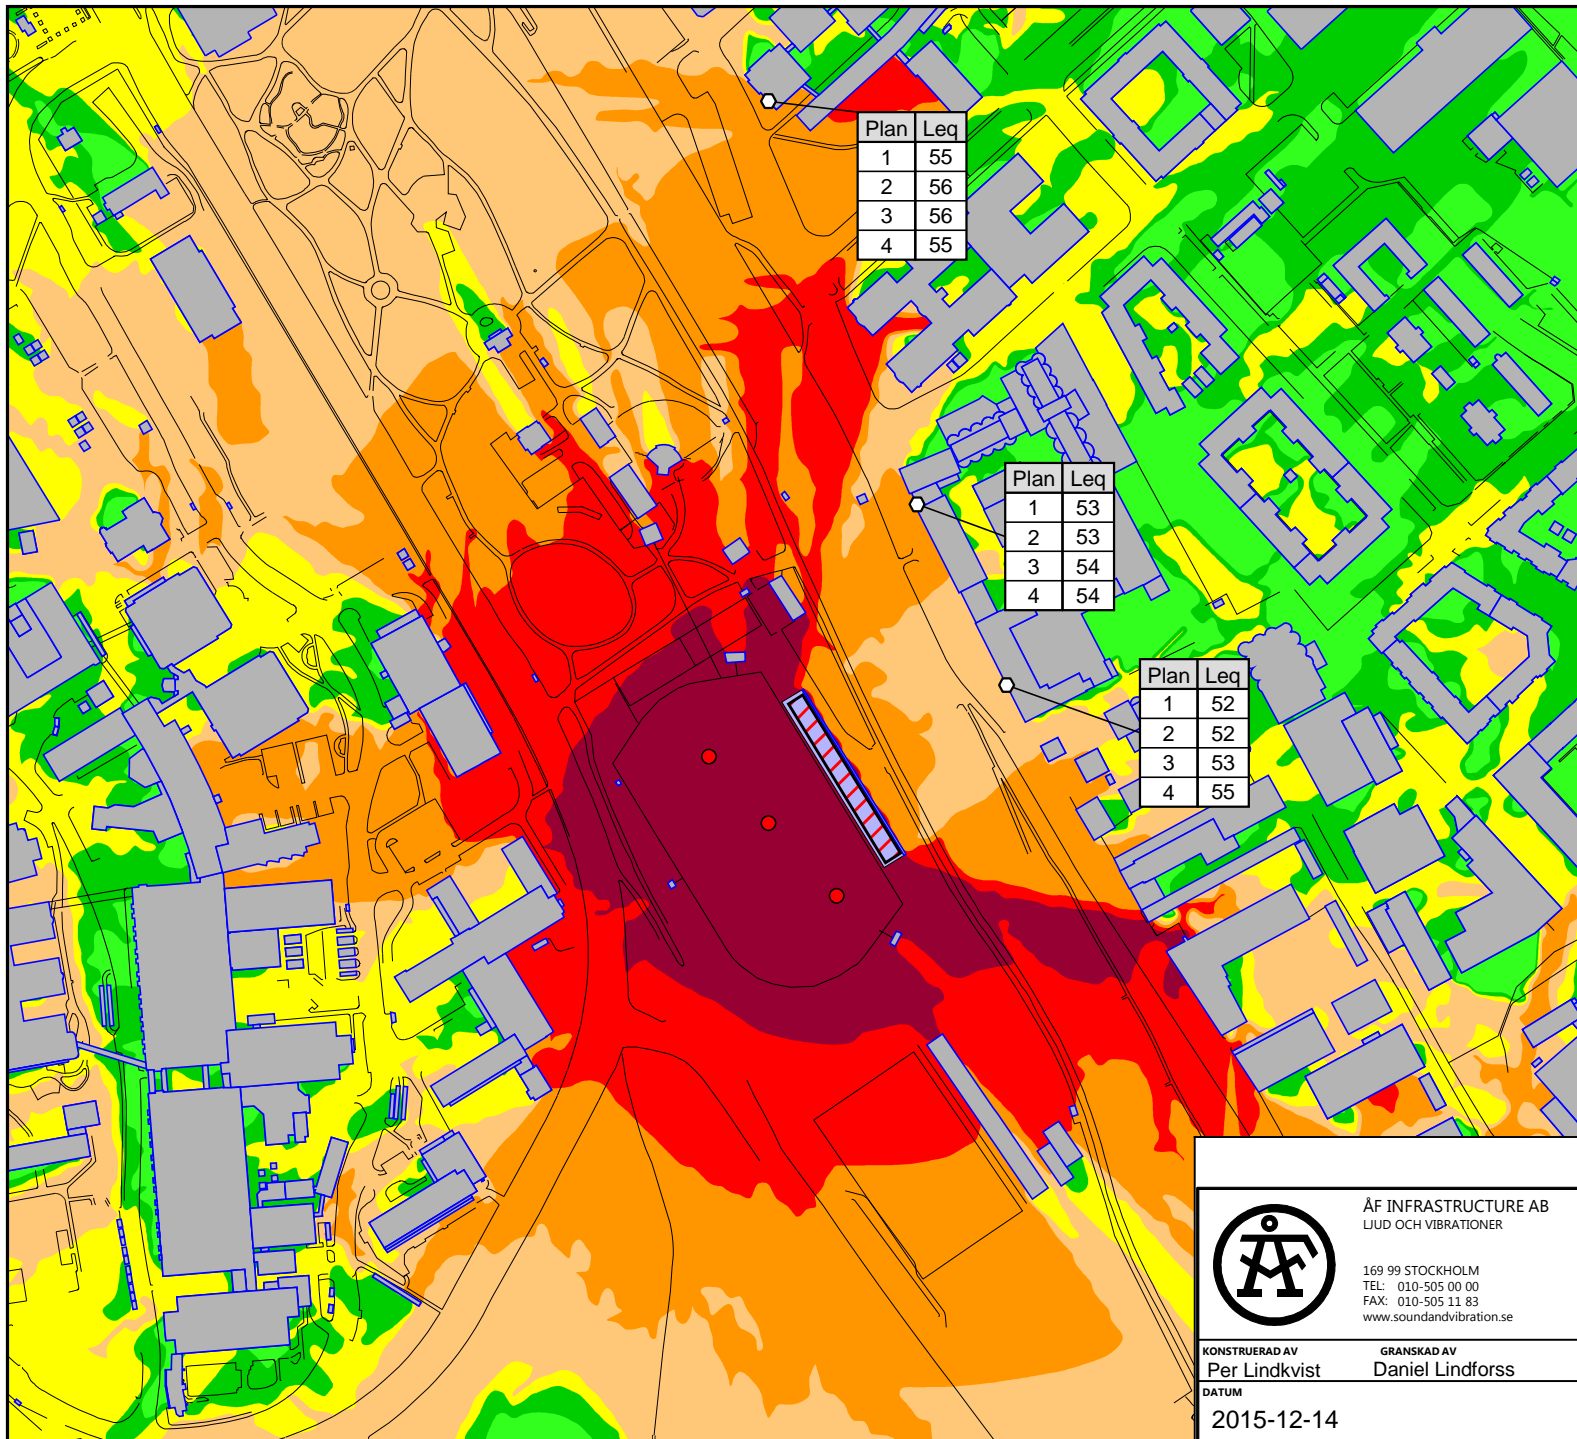 Plan Leq
1 55
2 56
3 56
4 55
Plan Leq
1 53
2 53
3 54
4 54
Plan Leq
1 52
2 52
3 53
4 55
ÅF
ÅF INFRASTRUCTURE AB
LJUD OCH VIBRATIONER
169 99 STOCKHOLM
TEL: 010-505 00 00
FAX: 010-505 11 83
www.soundandvibration.se
KONSTRUERAD AV GRANSKAD AV
Per Lindkvist Daniel Lindforss
DATUM
2015-12-14